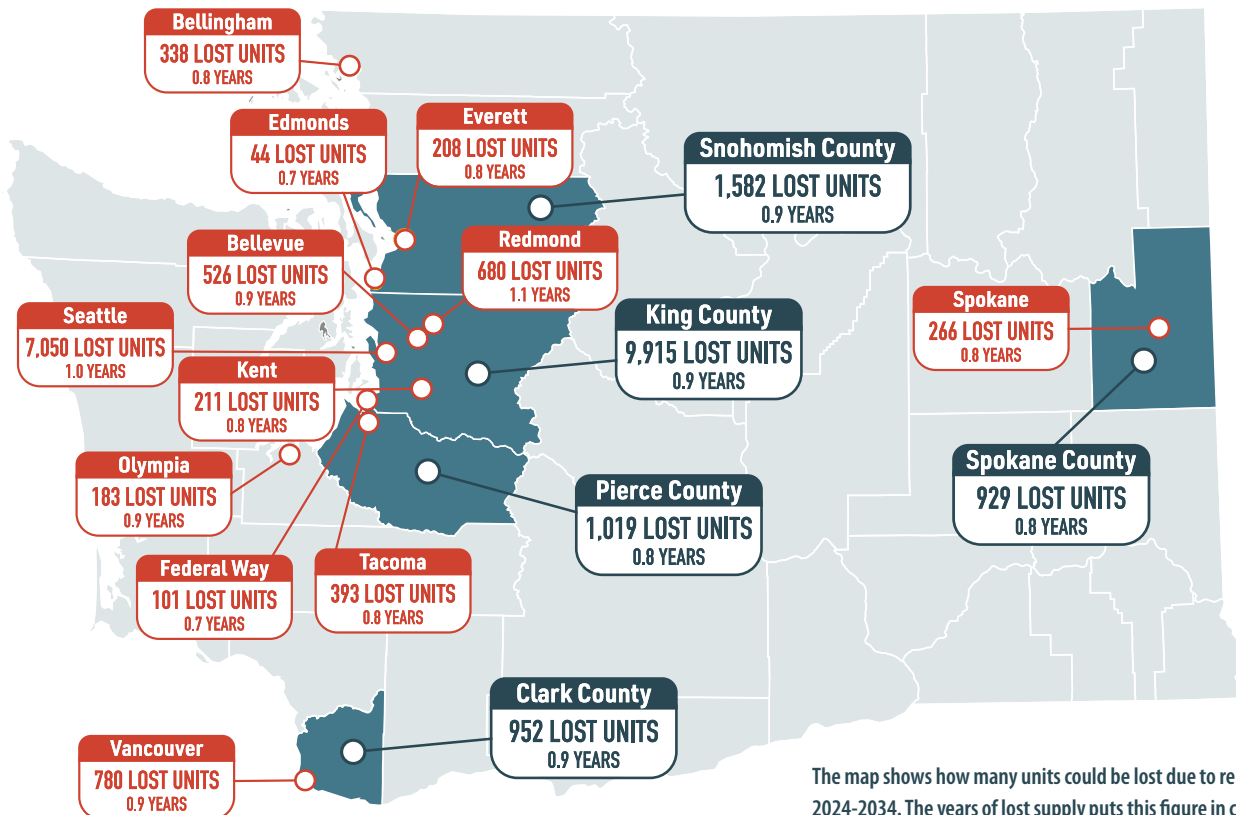 Bellingham
338 LOST UNITS
0.8 YEARS
Edmonds
44 LOST UNITS
0.7 YEARS
Everett
208 LOST UNITS
0.8 YEARS
Snohomish County
1,582 LOST UNITS
0.9 YEARS
Bellevue
526 LOST UNITS
0.9 YEARS
Redmond
680 LOST UNITS
1.1 YEARS
Seattle
7,050 LOST UNITS
1.0 YEARS
King County
9,915 LOST UNITS
0.9 YEARS
Spokane
266 LOST UNITS
0.8 YEARS
Kent
211 LOST UNITS
0.8 YEARS
Olympia
183 LOST UNITS
0.9 YEARS
Pierce County
1,019 LOST UNITS
0.8 YEARS
Spokane County
929 LOST UNITS
0.8 YEARS
Federal Way
101 LOST UNITS
0.7 YEARS
Tacoma
393 LOST UNITS
0.8 YEARS
Clark County
952 LOST UNITS
0.9 YEARS
Vancouver
780 LOST UNITS
0.9 YEARS
The map shows how many units could be lost due to re
2024-2034. The years of lost supply puts this figure in c